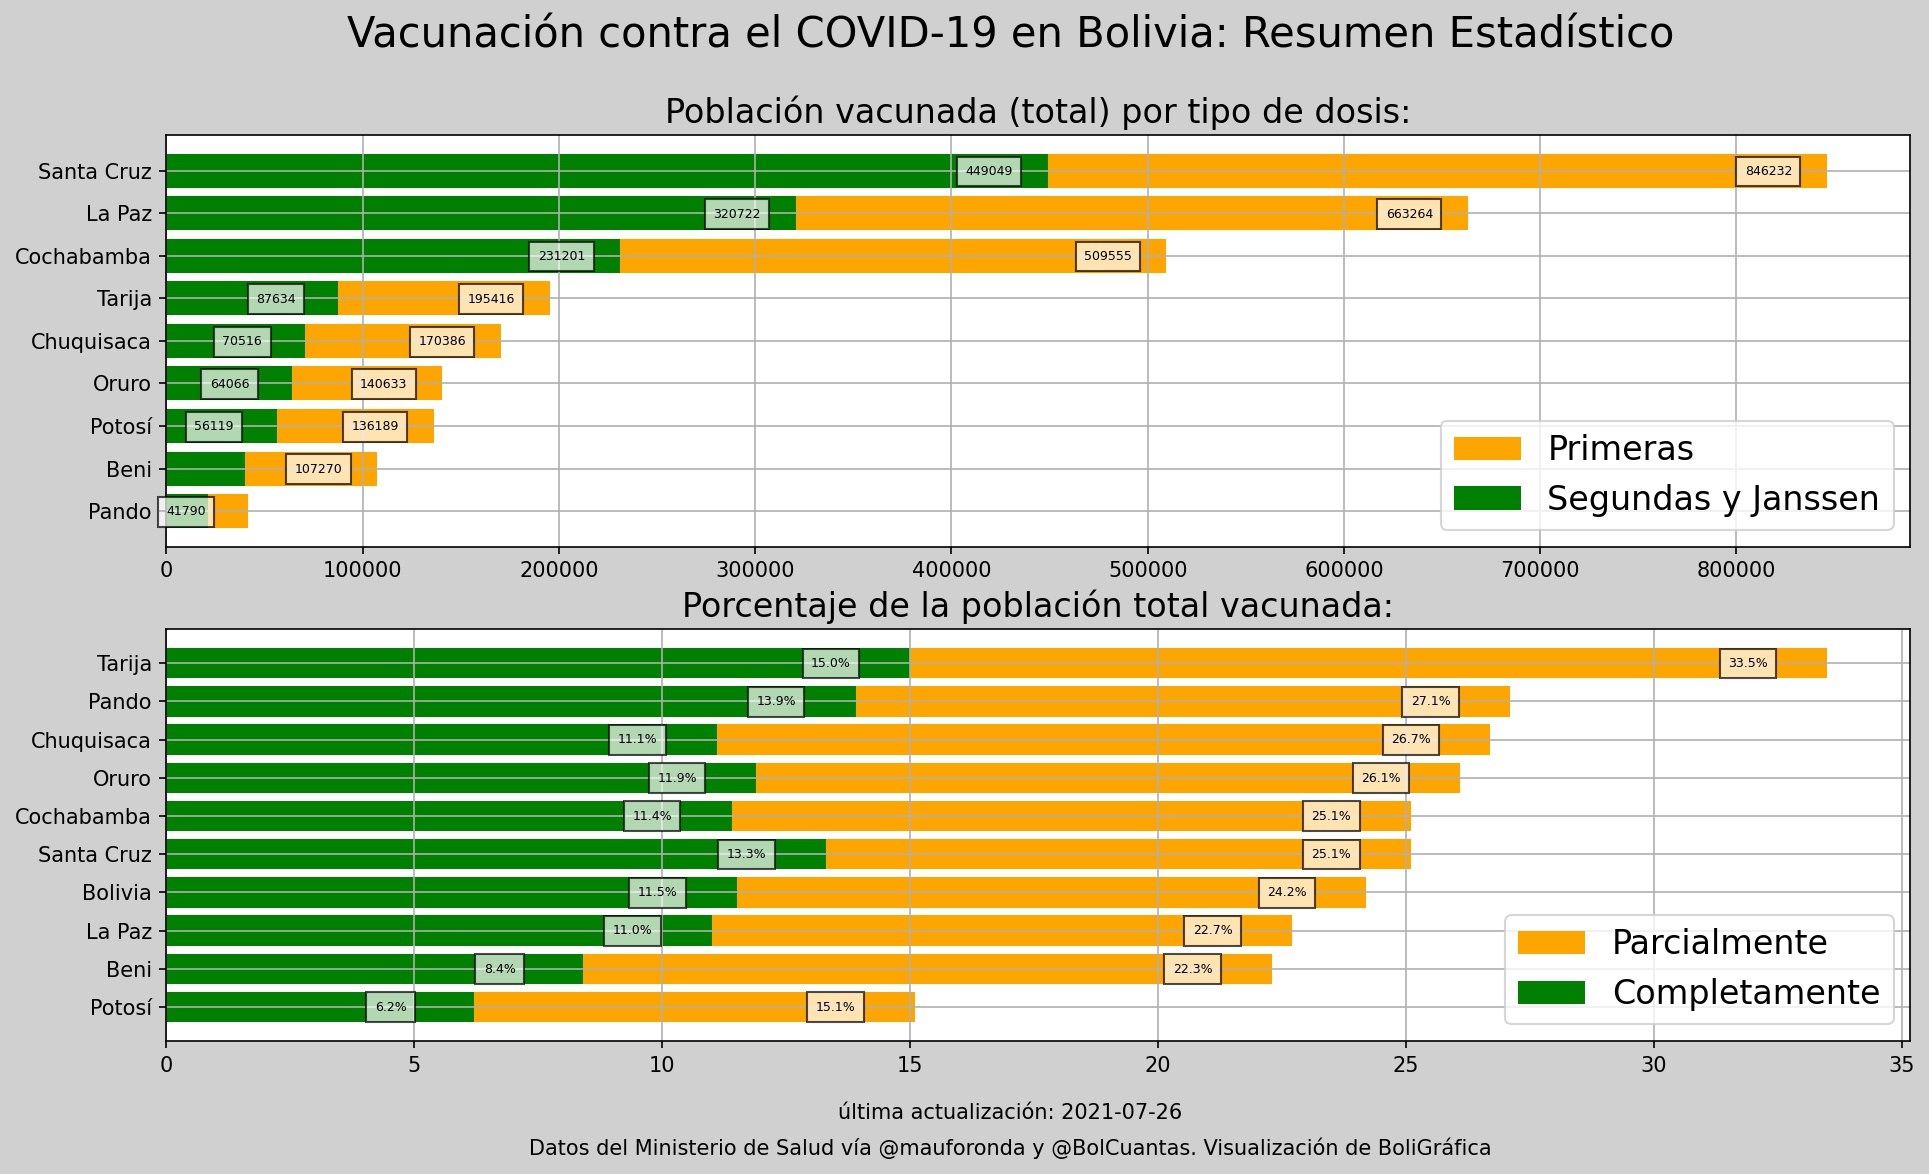 Vacunación contra el COVID-19 en Bolivia: Resumen Estadístico
Población vacunada (total) por tipo de dosis:
Santa Cruz 449049 846232
La Paz 320722 663264
Cochabamba 231201 509555
Tarija 87634 195416
Chuquisaca 70516 170386
Oruro 64066 140633
Potosí 56119 136189
Beni 107270
Pando 41790
Primeras
Segundas y Janssen
0 100000 200000 300000 400000 500000 600000 700000 800000
Porcentaje de la población total vacunada:
Tarija 15.0% 33.5%
Pando 13.9% 27.1%
Chuquisaca 11.1% 26.7%
Oruro 11.9% 26.1%
Cochabamba 11.4% 25.1%
Santa Cruz 13.3% 25.1%
Bolivia 11.5% 24.2%
La Paz 11.0% 22.7%
Beni 8.4% 22.3%
Potosí 6.2% 15.1%
Parcialmente
Completamente
0 5 10 15 20 25 30 35
última actualización: 2021-07-26
Datos del Ministerio de Salud vía @mauforonda y @BolCuantas. Visualización de BoliGráfica